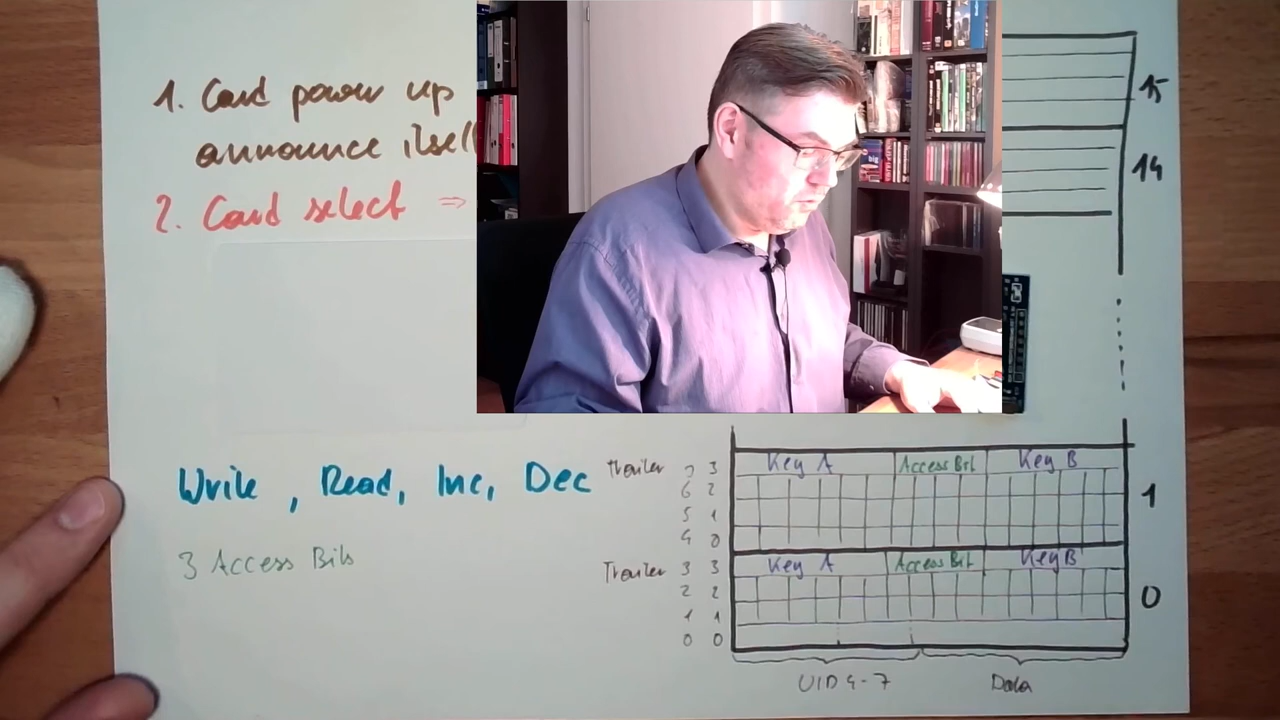 1. Card power up
announce itself
2. Card select ⇒
15
14
Write, Read, Inc, Dec
3 Access Bits
Trailer 7 3 Key A Access Bit Key B
6 2
5 1
4 0
1
Trailer 3 3 Key A Access Bit Key B
2 2
1 1
0 0
0
UID 4-7 Data
big